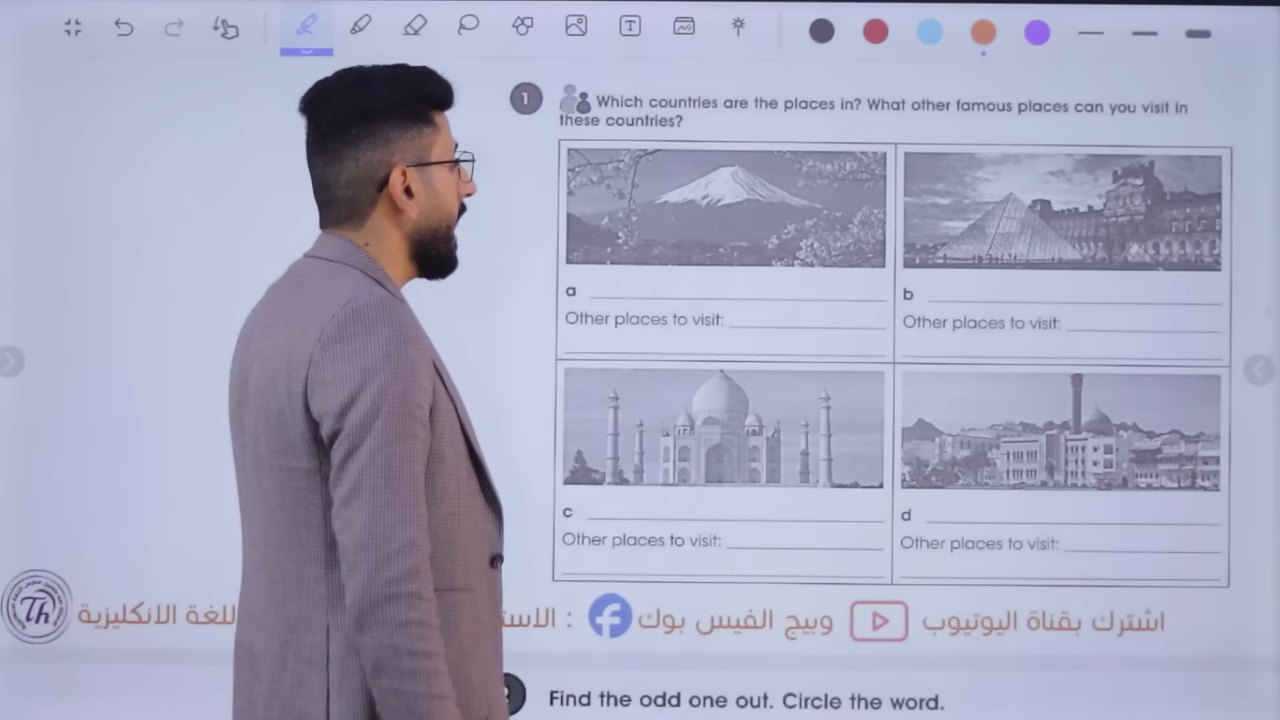 1 Which countries are the places in? What other famous places can you visit in
these countries?
a
Other places to visit:
b
Other places to visit:
c
Other places to visit:
d
Other places to visit:
اشترك بقناة اليوتيوب وبيج الفيس بوك : الاست
للغة الانكليزية
Th
Find the odd one out. Circle the word.